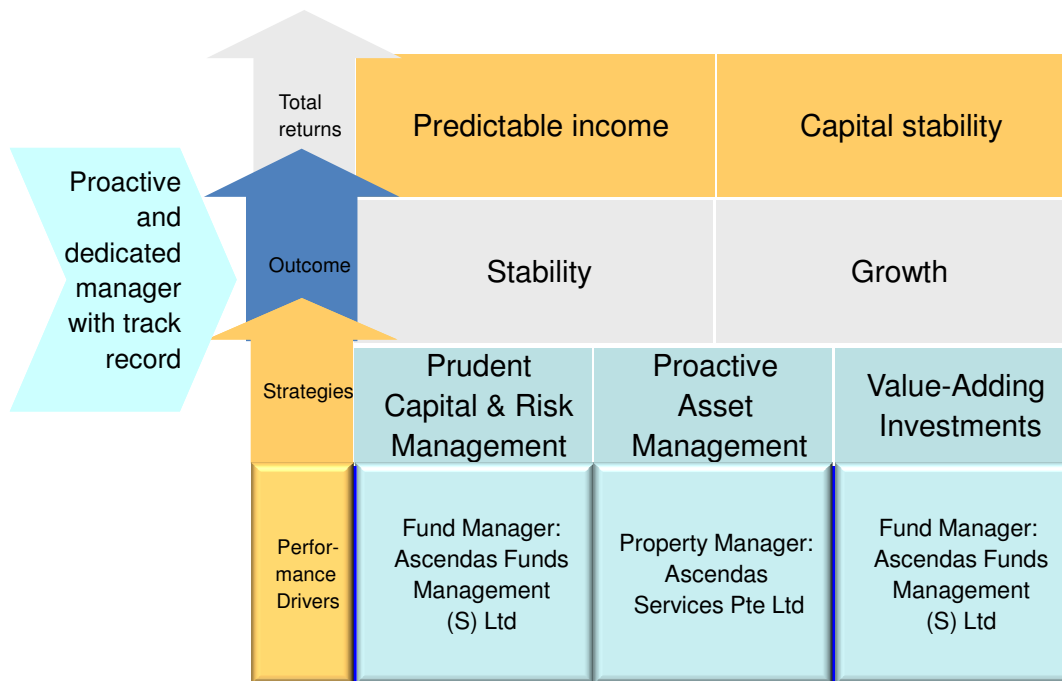 Total
returns
Predictable income
Capital stability
Proactive
and
dedicated
manager
with track
record
Outcome
Stability
Growth
Strategies
Prudent
Capital & Risk
Management
Proactive
Asset
Management
Value-Adding
Investments
Perfor-
mance
Drivers
Fund Manager:
Ascendas Funds
Management
(S) Ltd
Property Manager:
Ascendas
Services Pte Ltd
Fund Manager:
Ascendas Funds
Management
(S) Ltd